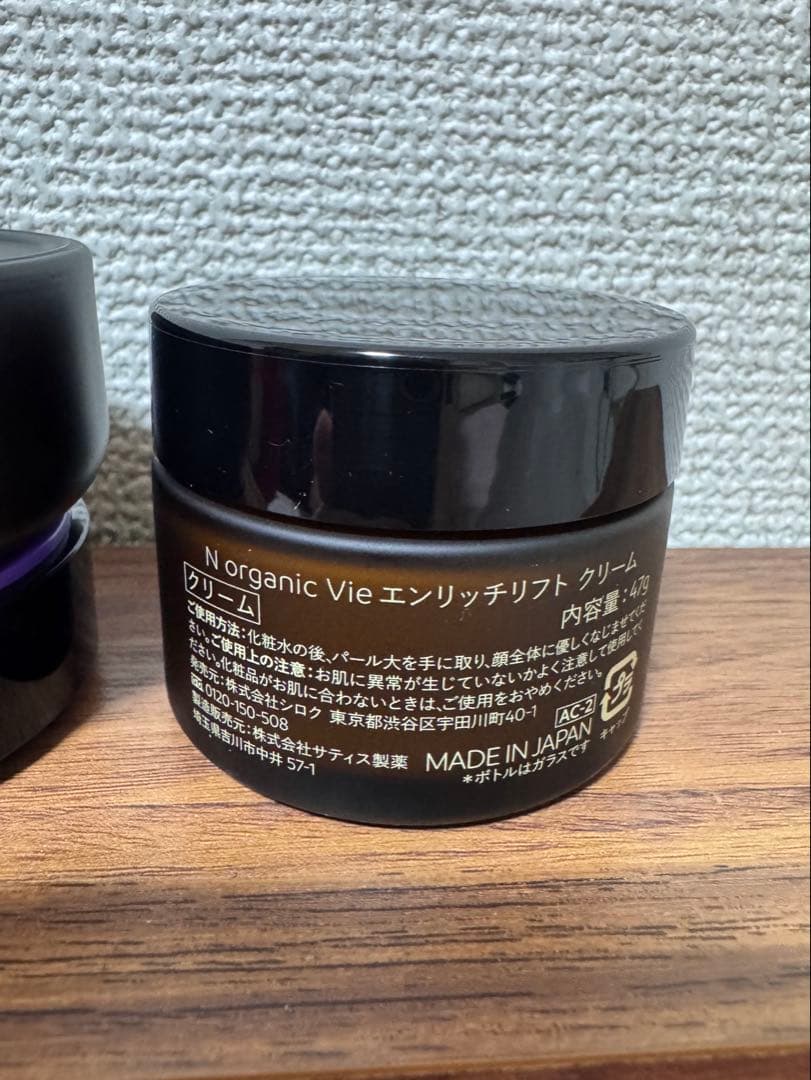 N organic Vie エンリッチリフト クリーム
クリーム
内容量：47g
ご使用方法：化粧水の後、パール大を手に取り、顔全体に優しくなじませてくだ
さい。ご使用上の注意：お肌に異常が生じていないかよく注意して使用してく
ださい。化粧品がお肌に合わないときは、ご使用をおやめください。
発売元：株式会社シロク 東京都渋谷区宇田川町40-1
0120-150-508
AC-2
プラ
キャップ
製造販売元：株式会社サティス製薬
埼玉県吉川市中井 57-1
MADE IN JAPAN
＊ボトルはガラスです